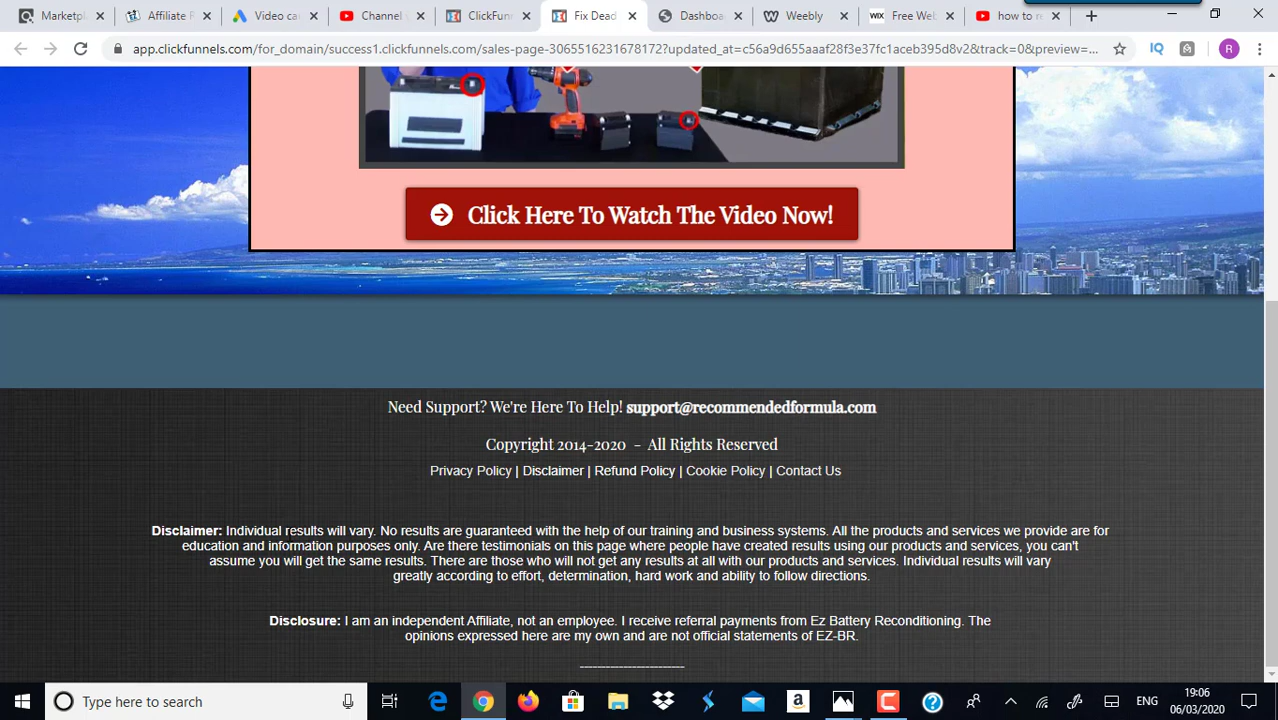 Marketpl
Affiliate F
Video ca
Channel
ClickFunn
Fix Dead
Dashboa
Weebly
Free Web
how to r
app.clickfunnels.com/for_domain/success1.clickfunnels.com/sales-page-3065516231678172?updated_at=c56a9d655aaaf28f3e37fc1aceb395d8v2&track=0&preview=...
Click Here To Watch The Video Now!
Need Support? We're Here To Help! support@recommendedformula.com
Copyright 2014-2020 - All Rights Reserved
Privacy Policy | Disclaimer | Refund Policy | Cookie Policy | Contact Us
Disclaimer: Individual results will vary. No results are guaranteed with the help of our training and business systems. All the products and services we provide are for
education and information purposes only. Are there testimonials on this page where people have created results using our products and services, you can't
assume you will get the same results. There are those who will not get any results at all with our products and services. Individual results will vary
greatly according to effort, determination, hard work and ability to follow directions.
Disclosure: I am an independent Affiliate, not an employee. I receive referral payments from Ez Battery Reconditioning. The
opinions expressed here are my own and are not official statements of EZ-BR.
------------------------
Type here to search
ENG
19:06
06/03/2020